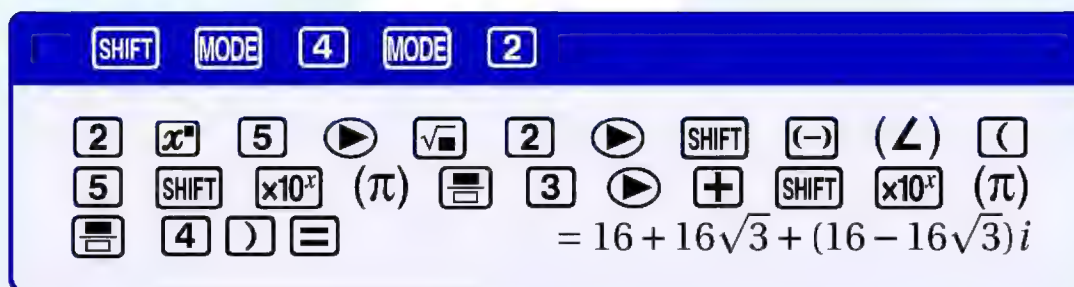 SHIFT MODE 4 MODE 2
2 x■ 5 ▶ √■ 2 ▶ SHIFT (−) (∠) (
5 SHIFT ×10ˣ (π) 3 ▶ + SHIFT ×10ˣ (π)
4 ) = = 16 + 16√3 + (16 − 16√3) i